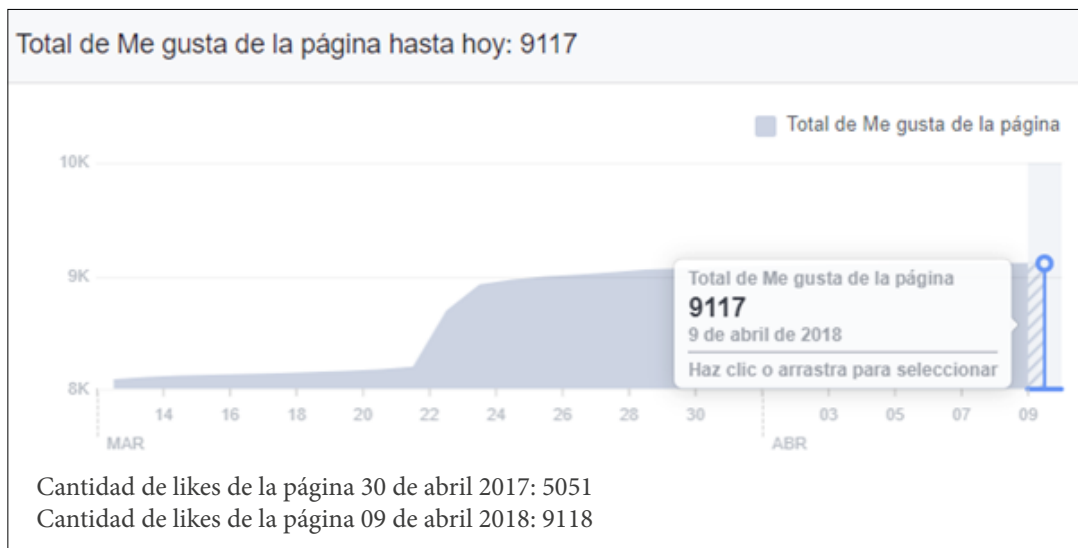 Total de Me gusta de la página hasta hoy: 9117
Total de Me gusta de la página
10K
9K
Total de Me gusta de la página
9117
9 de abril de 2018
Haz clic o arrastra para seleccionar
8K
14 16 18 20 22 24 26 28 30 03 05 07 09
MAR ABR
Cantidad de likes de la página 30 de abril 2017: 5051
Cantidad de likes de la página 09 de abril 2018: 9118